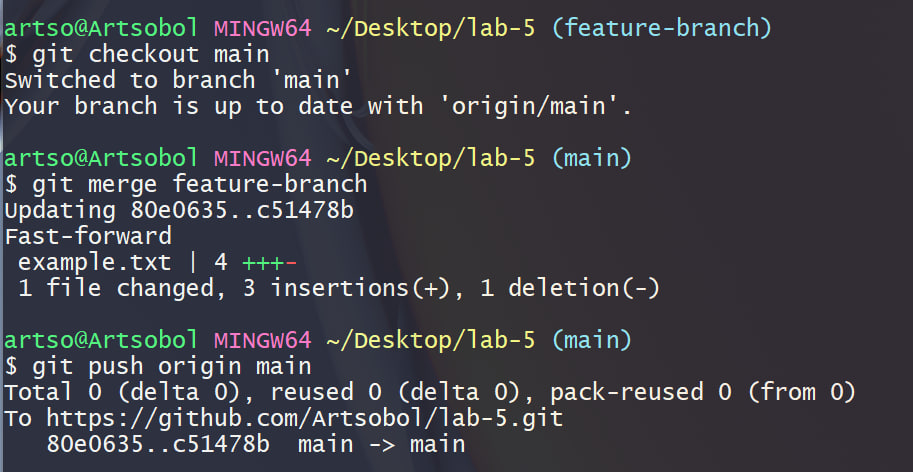 artso@Artsobol MINGW64 ~/Desktop/lab-5 (feature-branch)
$ git checkout main
Switched to branch 'main'
Your branch is up to date with 'origin/main'.
artso@Artsobol MINGW64 ~/Desktop/lab-5 (main)
$ git merge feature-branch
Updating 80e0635..c51478b
Fast-forward
 example.txt | 4 +++-
 1 file changed, 3 insertions(+), 1 deletion(-)
artso@Artsobol MINGW64 ~/Desktop/lab-5 (main)
$ git push origin main
Total 0 (delta 0), reused 0 (delta 0), pack-reused 0 (from 0)
To https://github.com/Artsobol/lab-5.git
   80e0635..c51478b  main -> main